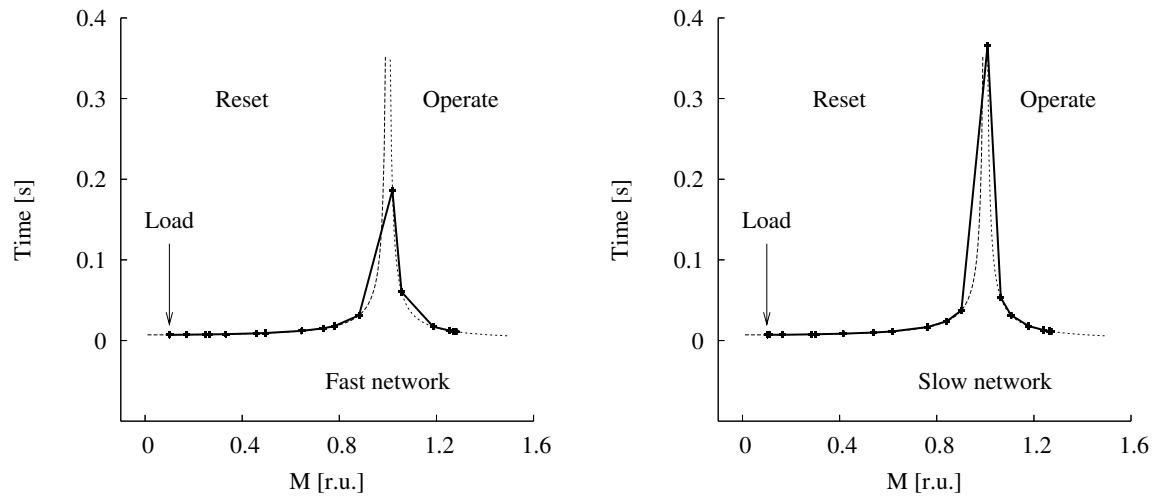 0.4
0.3
0.2
0.1
0
Time [s]
Reset
Operate
Load
Fast network
0 0.4 0.8 1.2 1.6
M [r.u.]
0.4
0.3
0.2
0.1
0
Time [s]
Reset
Operate
Load
Slow network
0 0.4 0.8 1.2 1.6
M [r.u.]